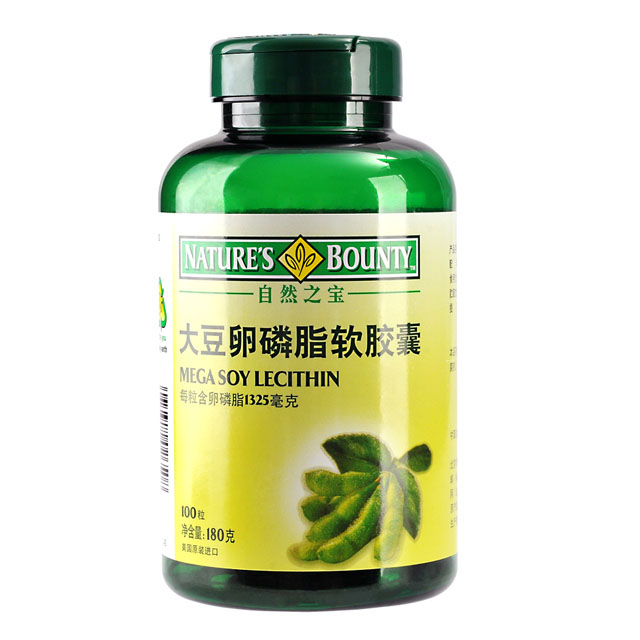 NATURE'S BOUNTY
自然之宝
大豆卵磷脂软胶囊
MEGA SOY LECITHIN
每粒含卵磷脂1325毫克
100粒
净含量:180克
美国原装进口